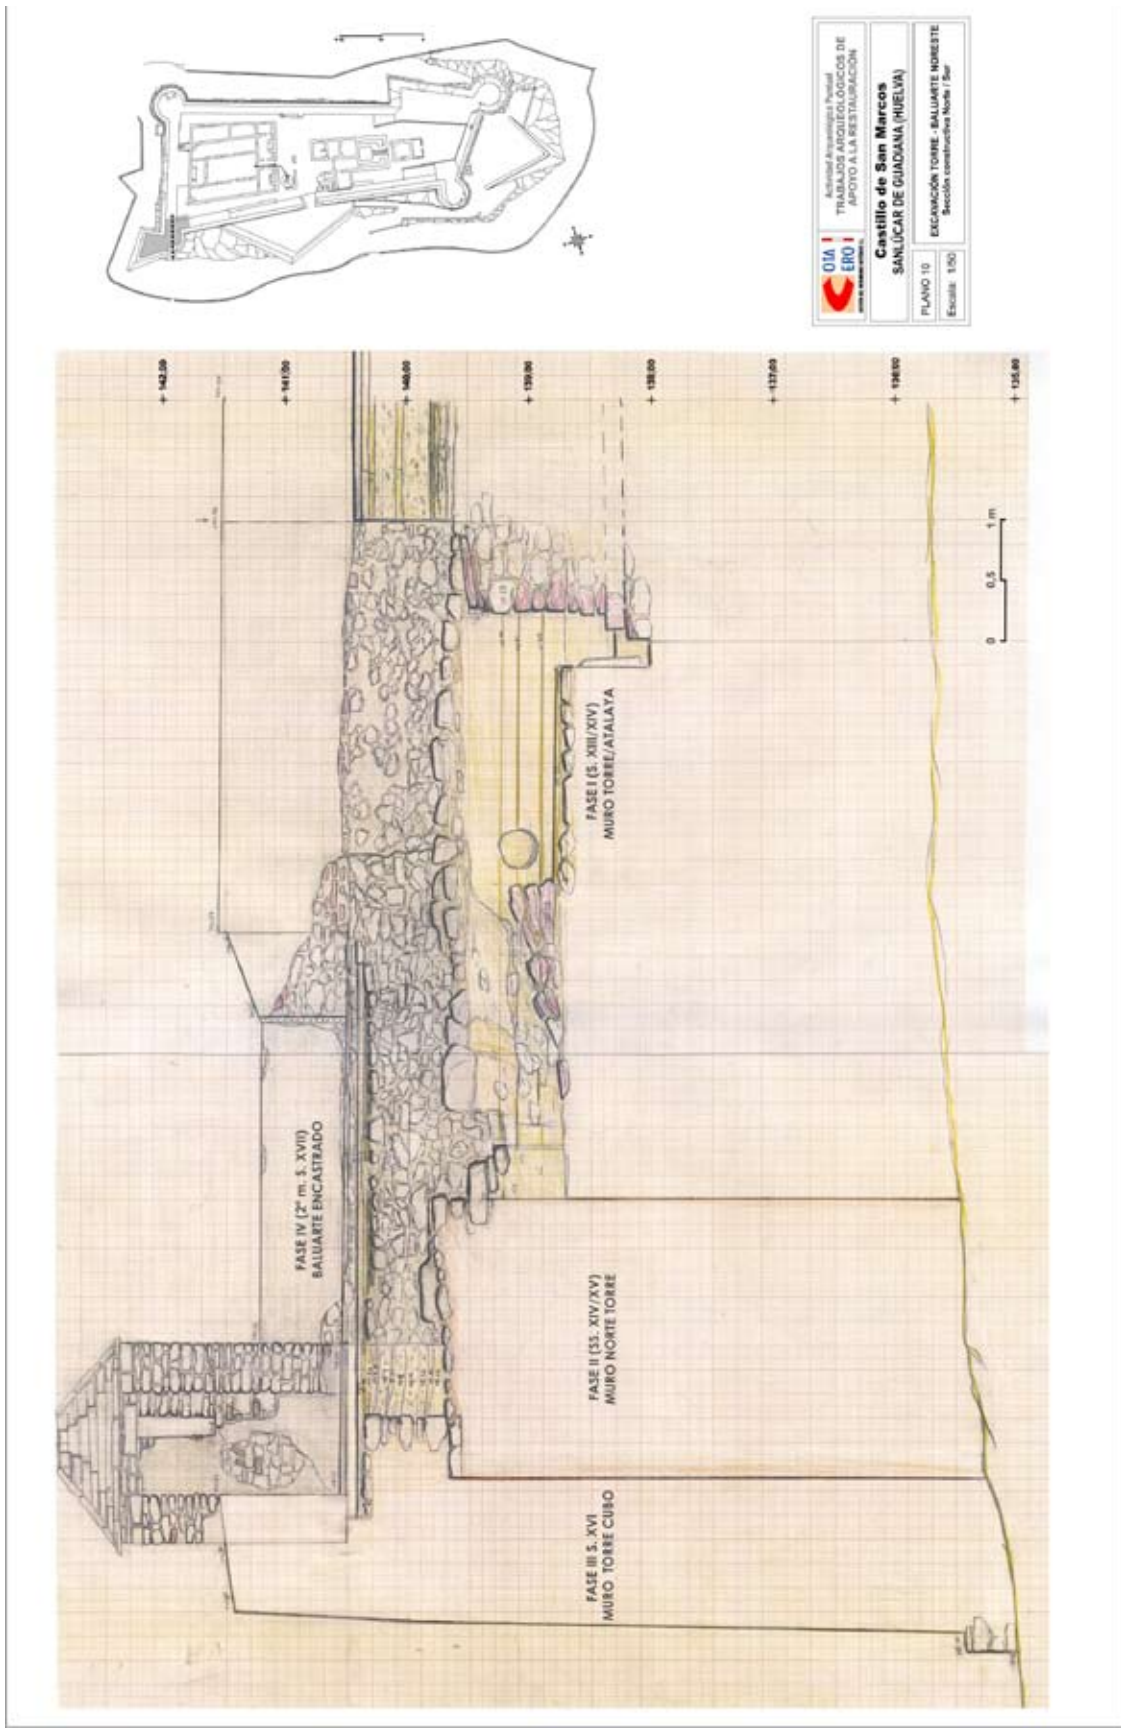 Actividad Arqueológica Puntual
TRABAJOS ARQUEOLÓGICOS DE
APOYO A LA RESTAURACIÓN
Castillo de San Marcos
SANLÚCAR DE GUADIANA (HUELVA)
PLANO 10
EXCAVACIÓN TORRE - BALUARTE NORESTE
Sección constructiva Norte / Sur
Escala: 1/50
OTA
ERO
+ 142,00
+ 141,00
+ 140,00
+ 139,00
+ 138,00
+ 137,00
+ 136,00
+ 135,00
FASE IV (2ª m. S. XVII)
BALUARTE ENCASTRADO
FASE I (S. XIII/XIV)
MURO TORRE/ATALAYA
FASE II (SS. XIV/XV)
MURO NORTE TORRE
FASE III S. XVI
MURO TORRE CUBO
0 0,5 1 m